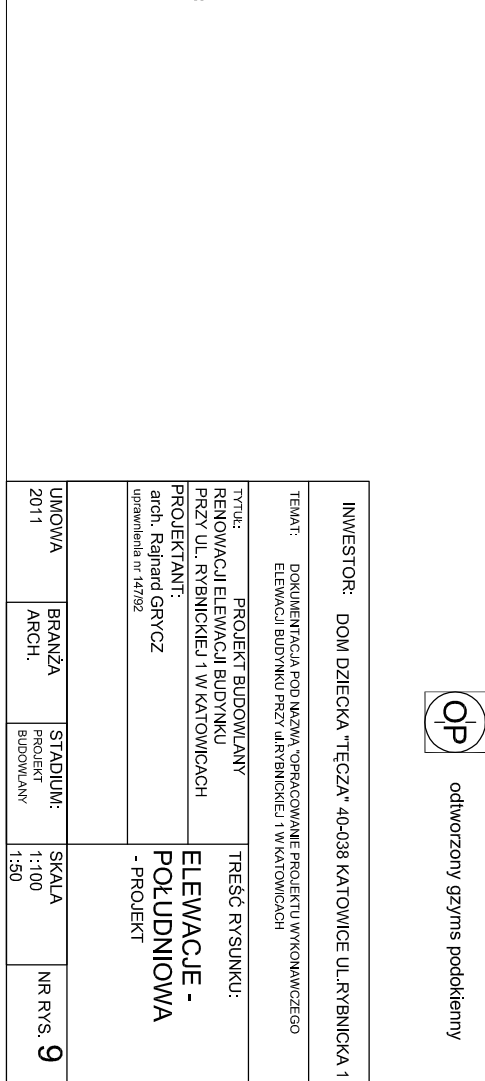 OP odtworzony gzyms podokienny
INWESTOR: DOM DZIECKA "TĘCZA" 40-038 KATOWICE UL.RYBNICKA 1
TEMAT: DOKUMENTACJA POD NAZWĄ "OPRACOWANIE PROJEKTU WYKONAWCZEGO
ELEWACJI BUDYNKU PRZY ul.RYBNICKIEJ 1 W KATOWICACH
TYTUŁ: PROJEKT BUDOWLANY
RENOWACJI ELEWACJI BUDYNKU
PRZY UL. RYBNICKIEJ 1 W KATOWICACH
PROJEKTANT:
arch. Rajnard GRYCZ
uprawnienia nr 147/92
TREŚĆ RYSUNKU:
ELEWACJE -
POŁUDNIOWA
- PROJEKT
UMOWA
2011
BRANŻA
ARCH.
STADIUM:
PROJEKT
BUDOWLANY
SKALA
1:100
1:50
NR RYS. 9